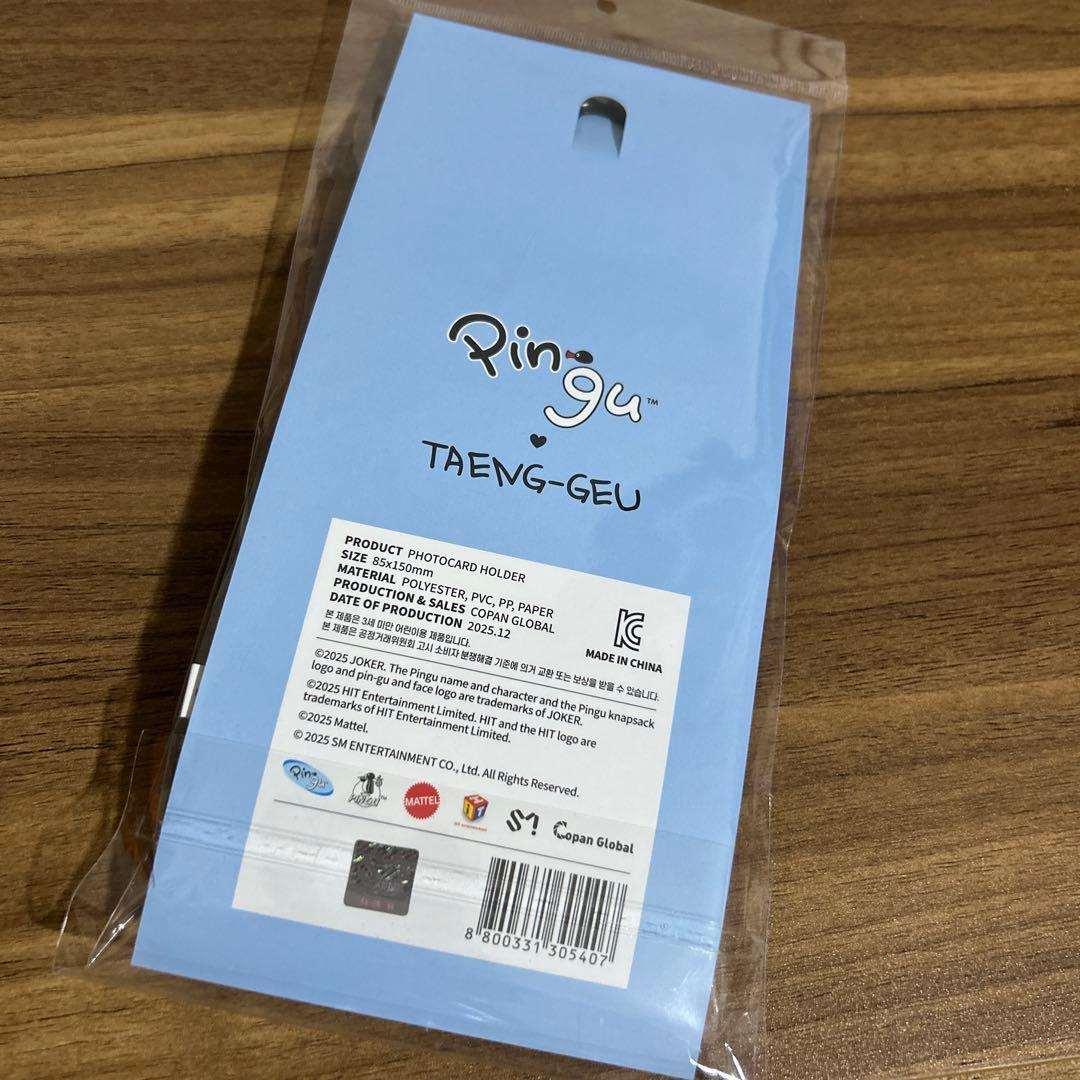 Pingu™
TAENG-GEU
PRODUCT PHOTOCARD HOLDER
SIZE 85x150mm
MATERIAL POLYESTER, PVC, PP, PAPER
PRODUCTION & SALES COPAN GLOBAL
DATE OF PRODUCTION 2025.12
MADE IN CHINA
본 제품은 3세 미만 어린이용 제품입니다.
본 제품은 공정거래위원회 고시 소비자 분쟁해결 기준에 의거 교환 또는 보상을 받을 수 있습니다.
©2025 JOKER. The Pingu name and character and the Pingu knapsack
logo and pin-gu and face logo are trademarks of JOKER.
©2025 HIT Entertainment Limited. HIT and the HIT logo are
trademarks of HIT Entertainment Limited.
©2025 Mattel.
© 2025 SM ENTERTAINMENT CO., Ltd. All Rights Reserved.
Pingu
MATTEL
HiT
SM
Copan Global
8 800331 305407